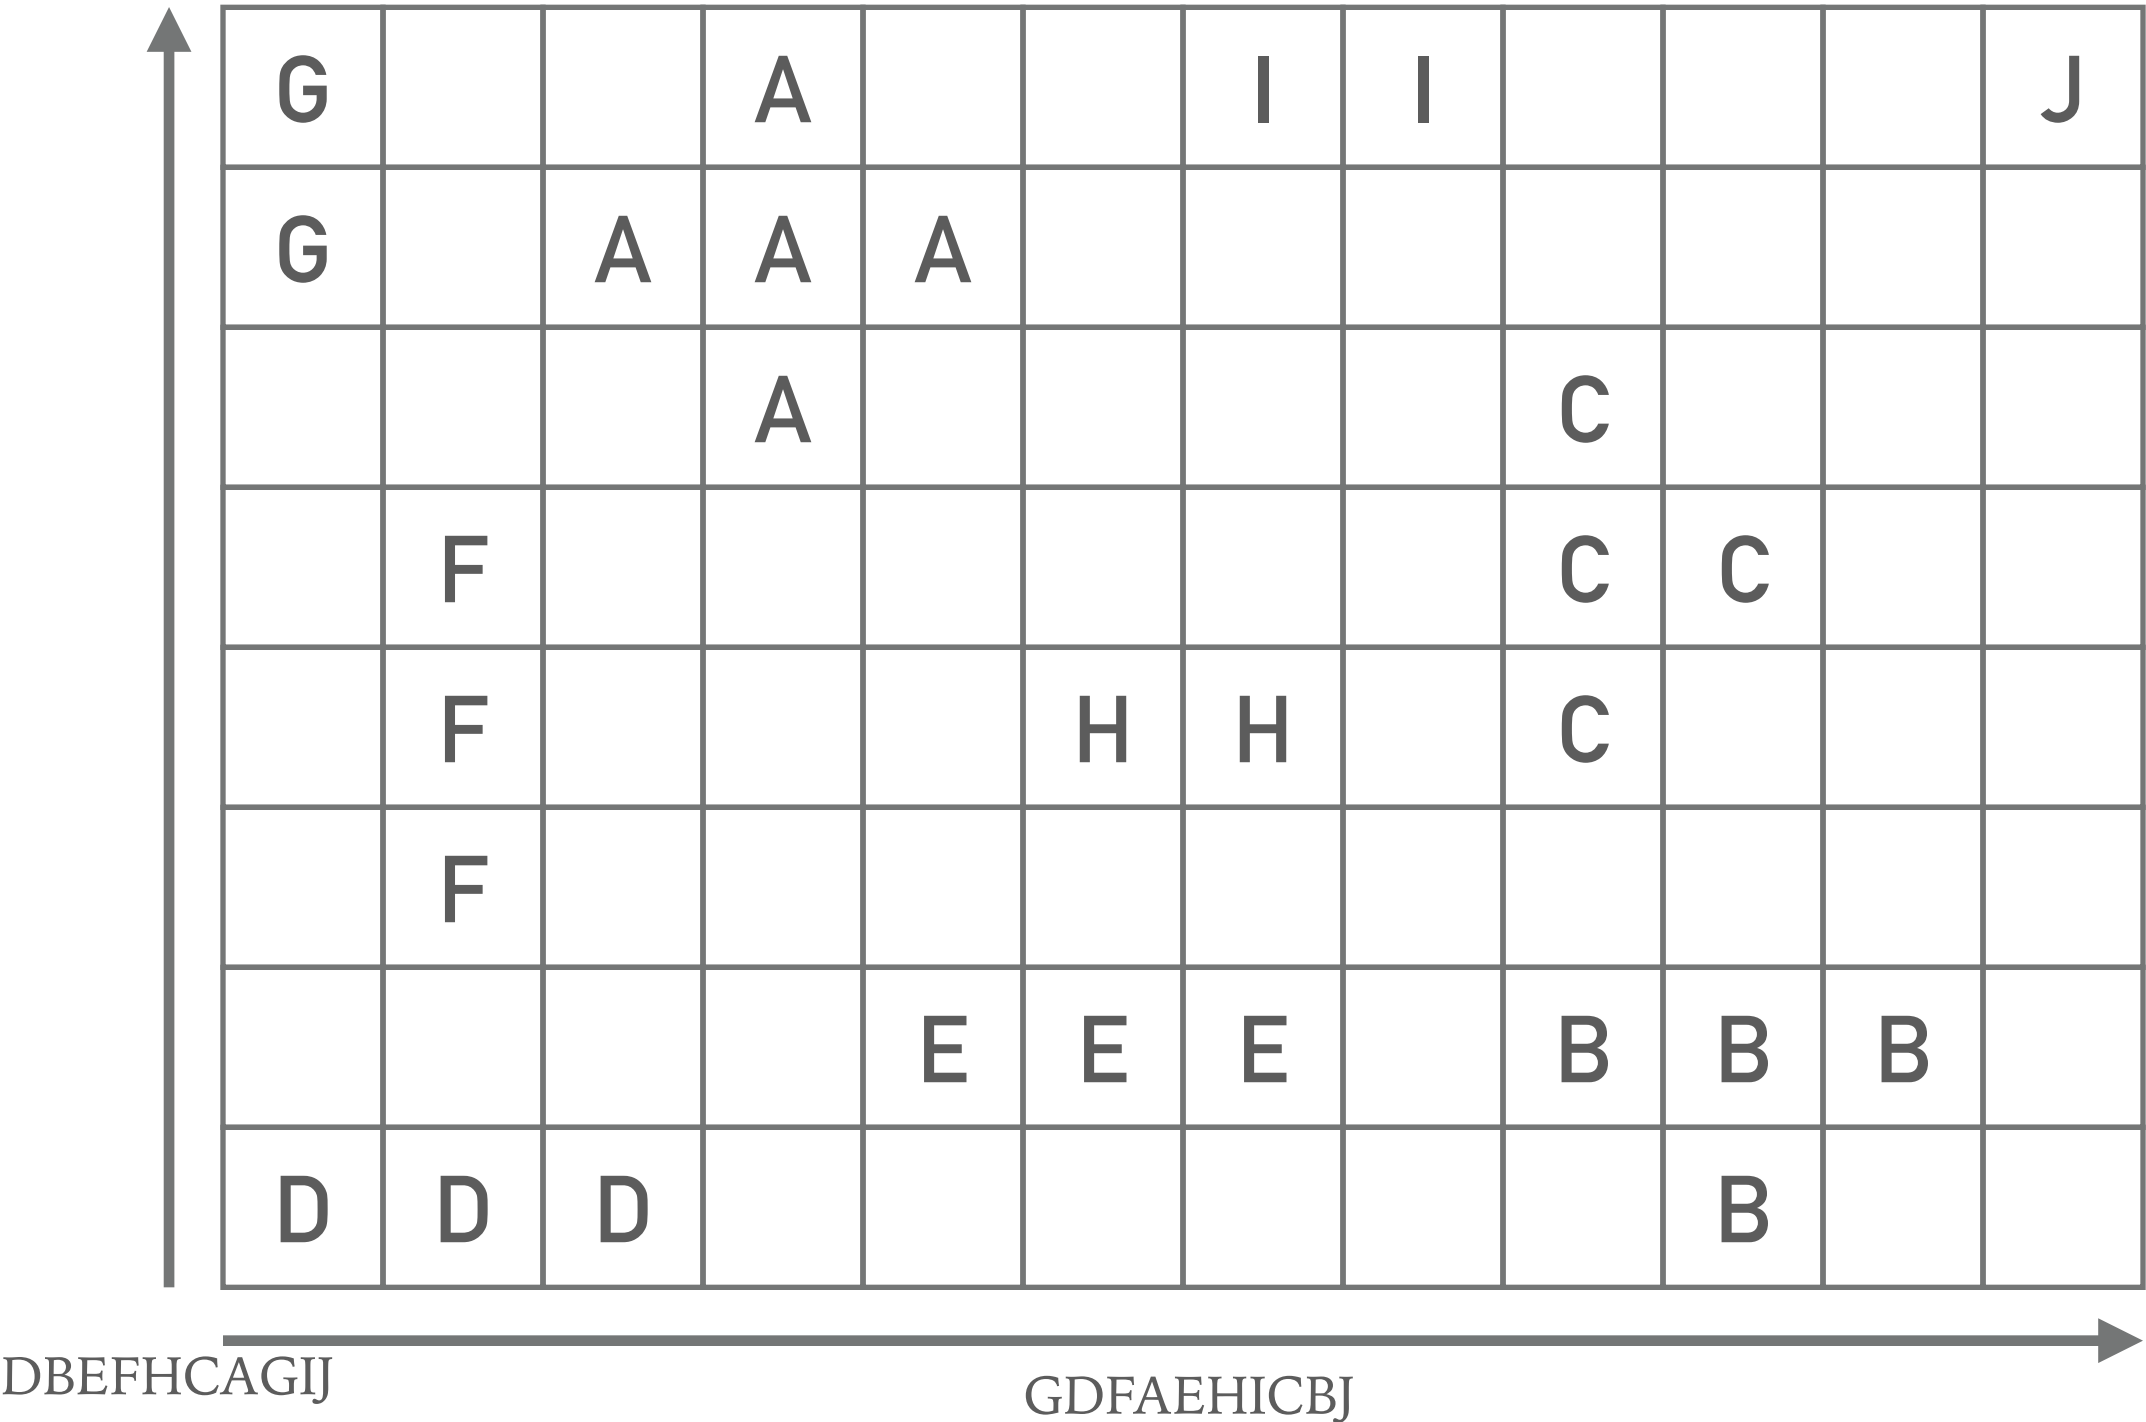 G A I I J
G A A A
A C
F C C
F H H C
F
E E E B B B
D D D B
DBEFHCAGIJ
GDFAEHICBJ